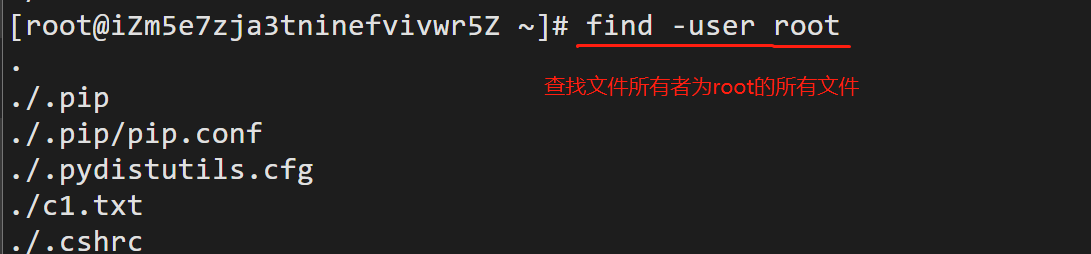 [root@iZm5e7zja3tninefvivwr5Z ~]# find -user root
.
查找文件所有者为root的所有文件
./.pip
./.pip/pip.conf
./.pydistutils.cfg
./c1.txt
./.cshrc